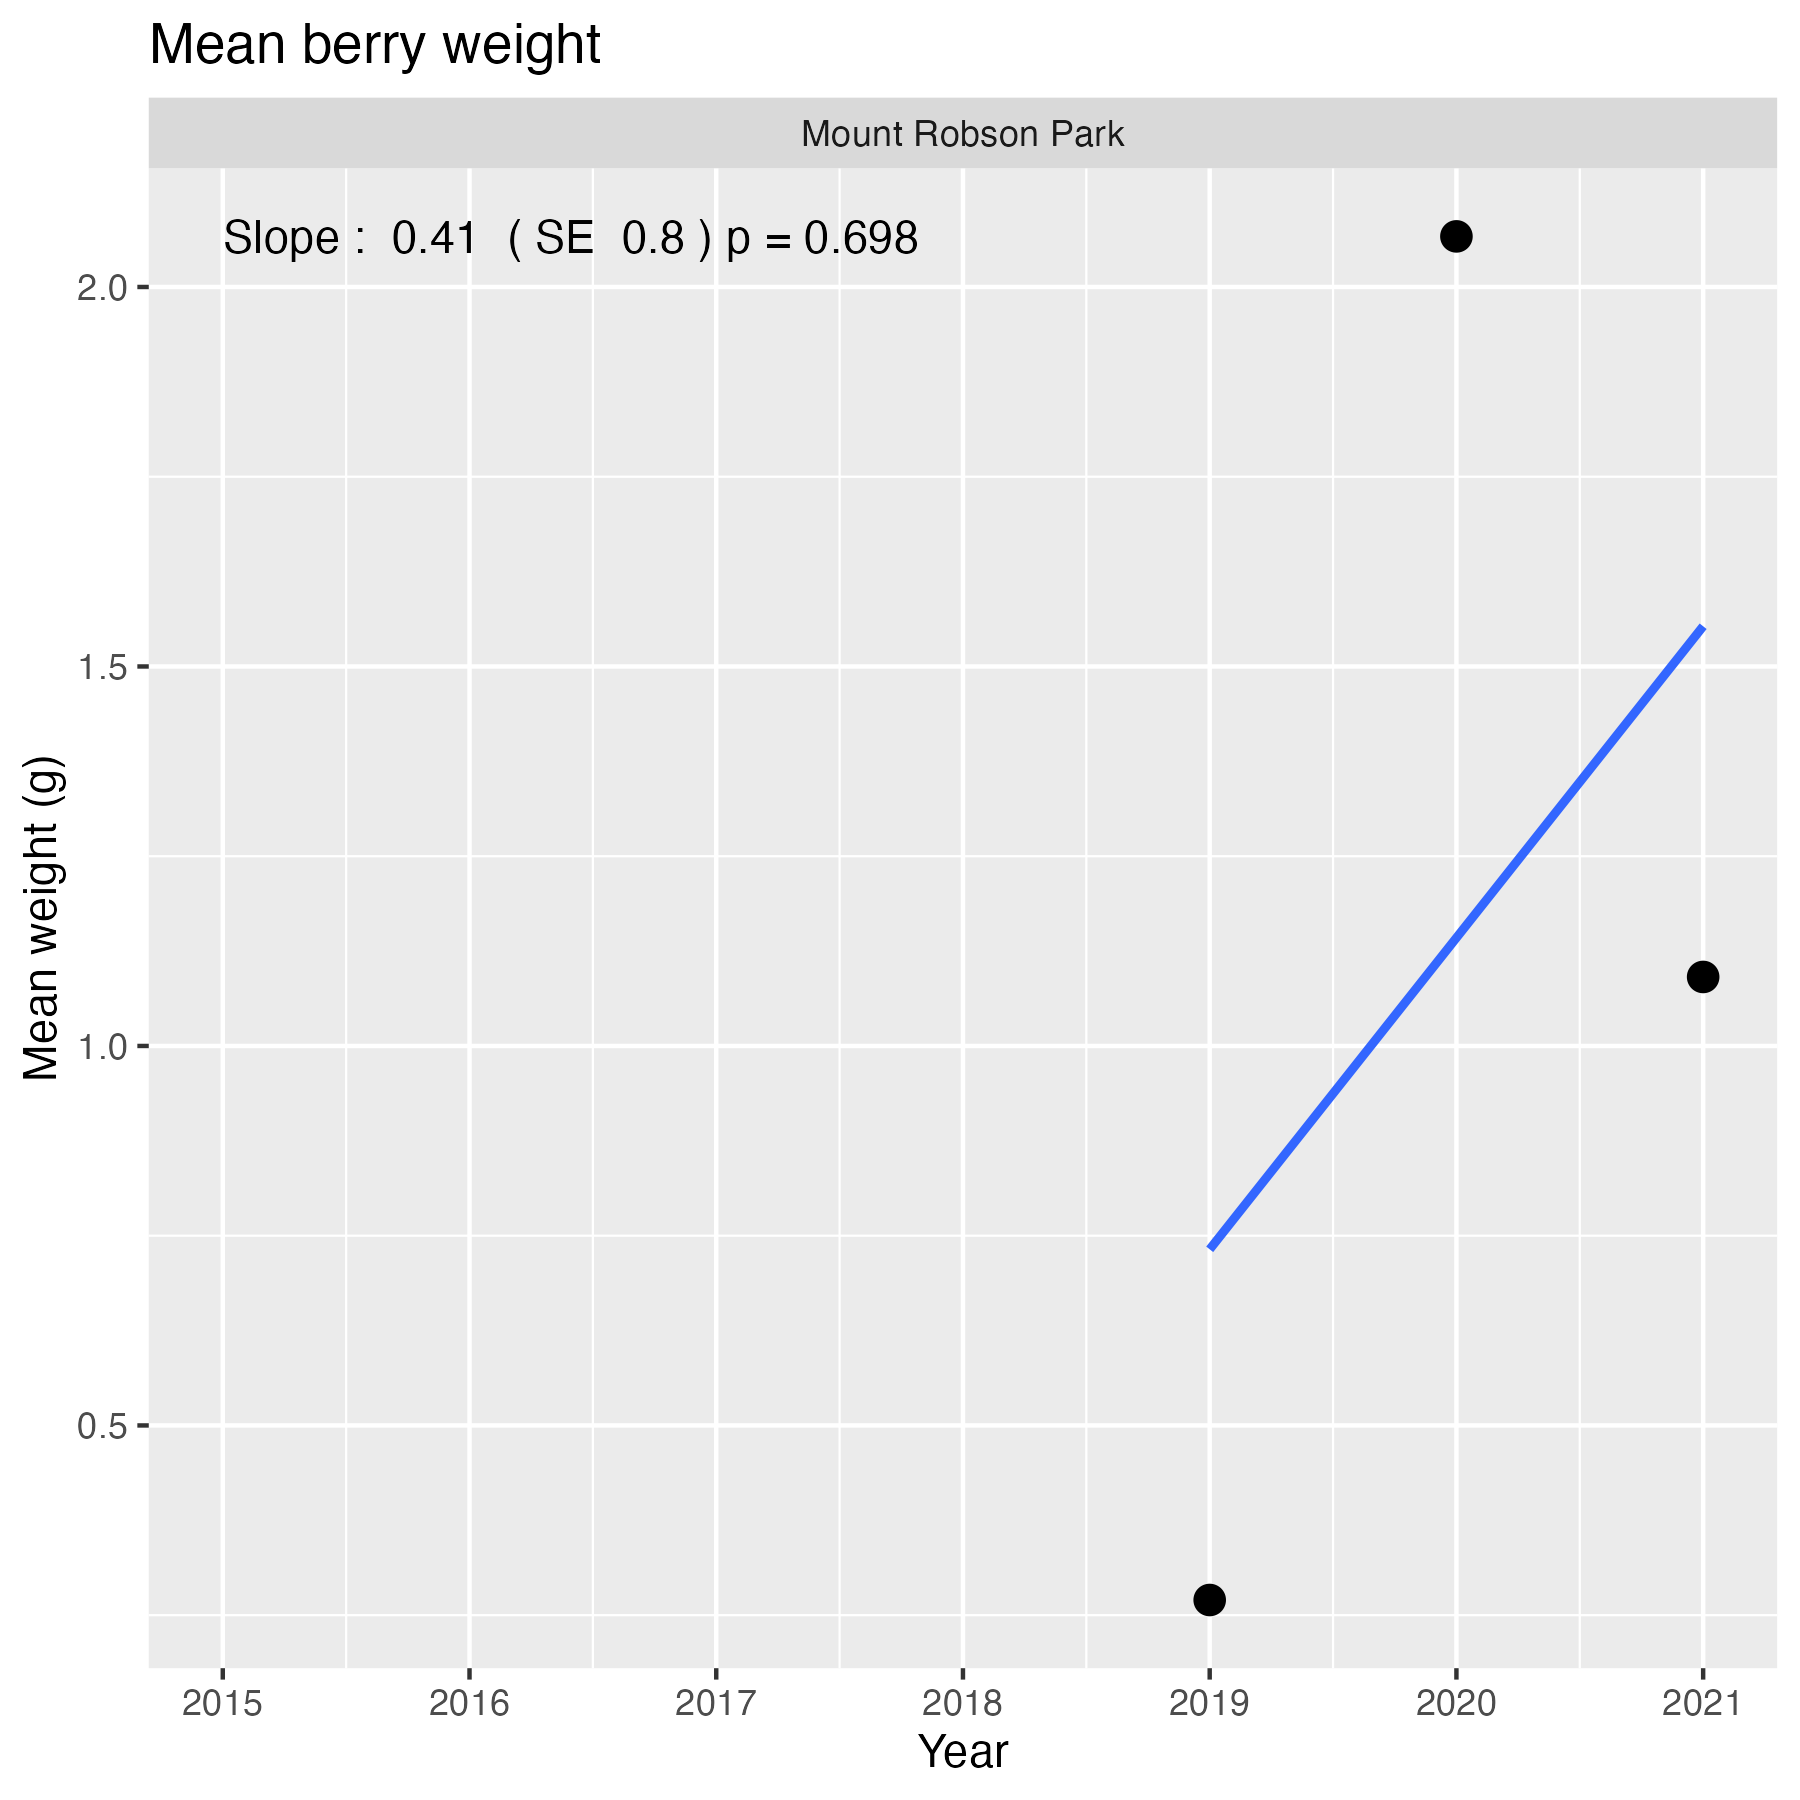 Mean berry weight
Mount Robson Park
Slope :  0.41  ( SE  0.8 ) p = 0.698
2.0
1.5
1.0
0.5
Mean weight (g)
2015 2016 2017 2018 2019 2020 2021
Year